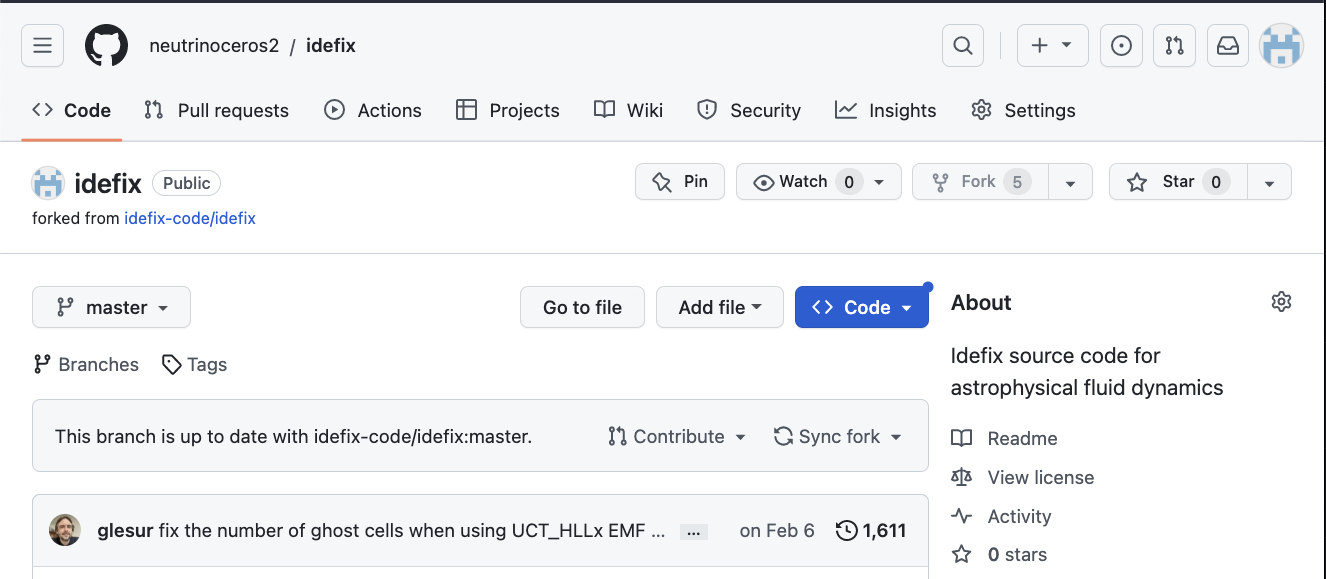 neutrinoceros2 / idefix
Code Pull requests Actions Projects Wiki Security Insights Settings
idefix Public Pin Watch 0 Fork 5 Star 0
forked from idefix-code/idefix
master Go to file Add file Code About
Idefix source code for
astrophysical fluid dynamics
Branches Tags
This branch is up to date with idefix-code/idefix:master. Contribute Sync fork
Readme
View license
Activity
0 stars
glesur fix the number of ghost cells when using UCT_HLLx EMF ... ... on Feb 6 1,611